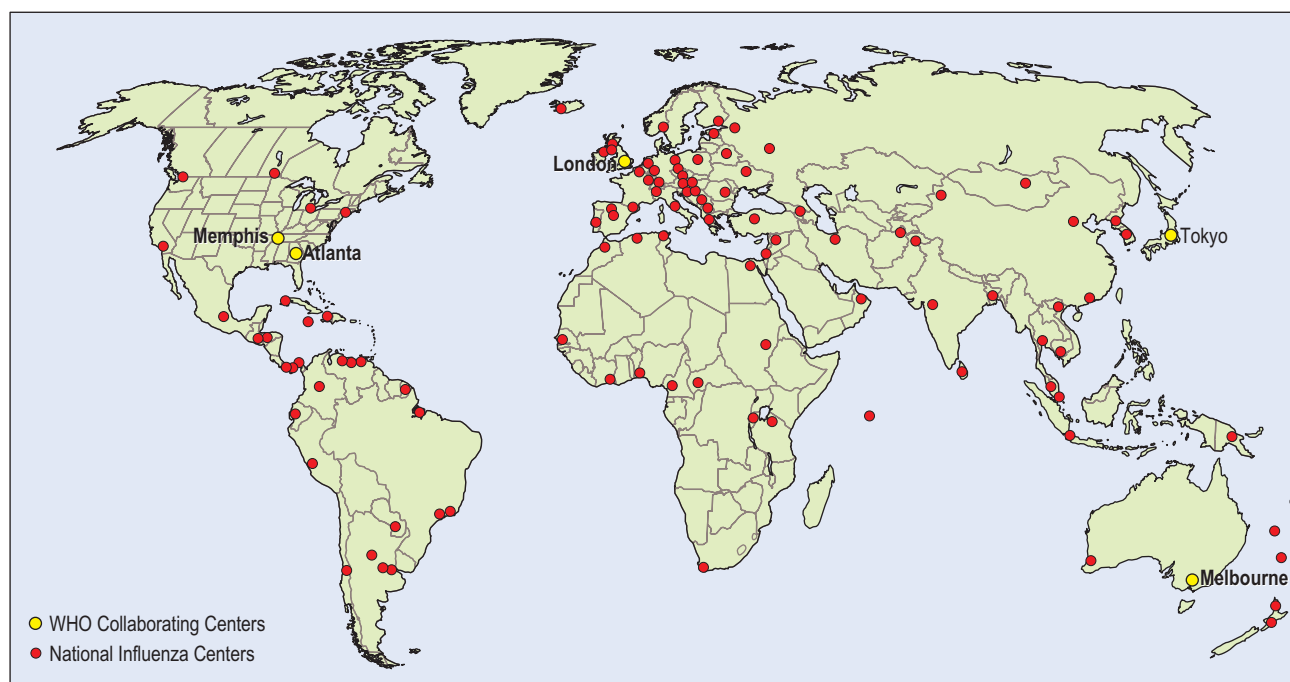 London
Memphis
Atlanta
Tokyo
Melbourne
WHO Collaborating Centers
National Influenza Centers